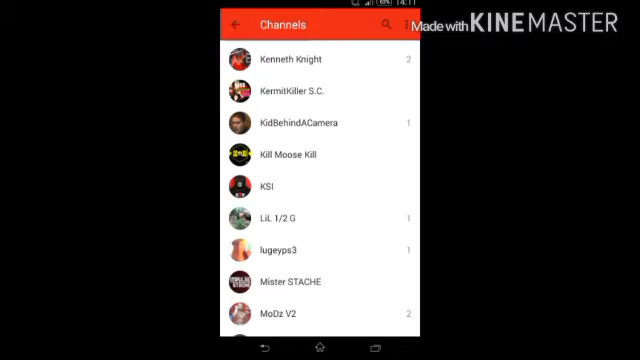 14:11
Channels
Made with KINEMASTER
Kenneth Knight 2
KermitKiller S.C.
KidBehindACamera 1
Kill Moose Kill
KSI
LiL 1/2 G 1
lugeyps3 1
Mister STACHE
MoDz V2 2